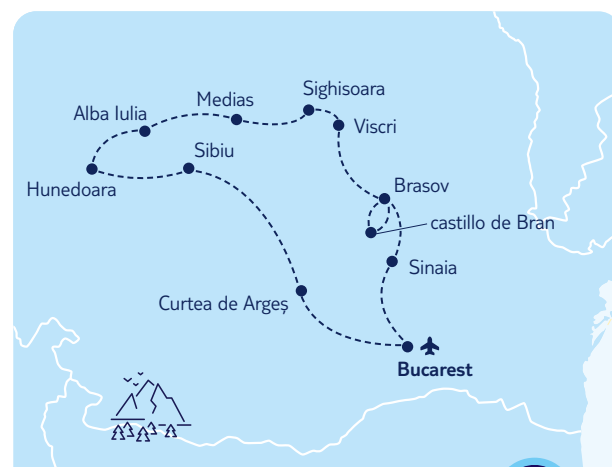 Sighisoara
Medias
Alba Iulia
Viscri
Sibiu
Hunedoara
Brasov
castillo de Bran
Sinaia
Curtea de Argeș
Bucarest